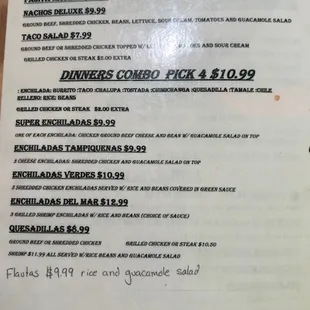 NACHOS DELUXE $9.99
GROUND BEEF, SHREDDED CHICKEN, BEANS, LETTUCE, SOUR CREAM, TOMATOES AND GUACAMOLE SALAD
TACO SALAD $7.99
GROUND BEEF OR SHREDDED CHICKEN TOPPED W/ AND SOUR CREAM
GRILLED CHICKEN OR STEAK $2.00 EXTRA
DINNERS COMBO PICK 4 $10.99
: ENCHILADA: BURRITO :TACO :CHALUPA :TOSTADA :CHIMICHANGA :QUESADILLA :TAMALE :CHILE
RELLENO: RICE: BEANS
GRILLED CHICKEN OR STEAK $2.00 EXTRA
SUPER ENCHILADAS $9.99
ONE OF EACH ENCHILADA: CHICKEN GROUND BEEF CHEESE AND BEAN W/ GUACAMOLE SALAD ON TOP
ENCHILADAS TAMPIQUENAS $9.99
3 CHEESE ENCHILADAS: SHREDDED CHICKEN AND GUACAMOLE SALAD ON TOP
ENCHILADAS VERDES $10.99
3 SHREDDED CHICKEN ENCHILADAS SERVED W/ RICE AND BEANS COVERED IN GREEN SAUCE
ENCHILADAS DEL MAR $12.99
3 GRILLED SHRIMP ENCHILADAS W/ RICE AND BEANS (CHOICE OF SAUCE)
QUESADILLAS $8.99
GROUND BEEF OR SHREDDED CHICKEN GRILLED CHICKEN OR STEAK $10.50
SHRIMP $11.99 ALL SERVED W/RICE BEANS AND GUACAMOLE SALAD
Flautas $9.99 rice and guacamole salad